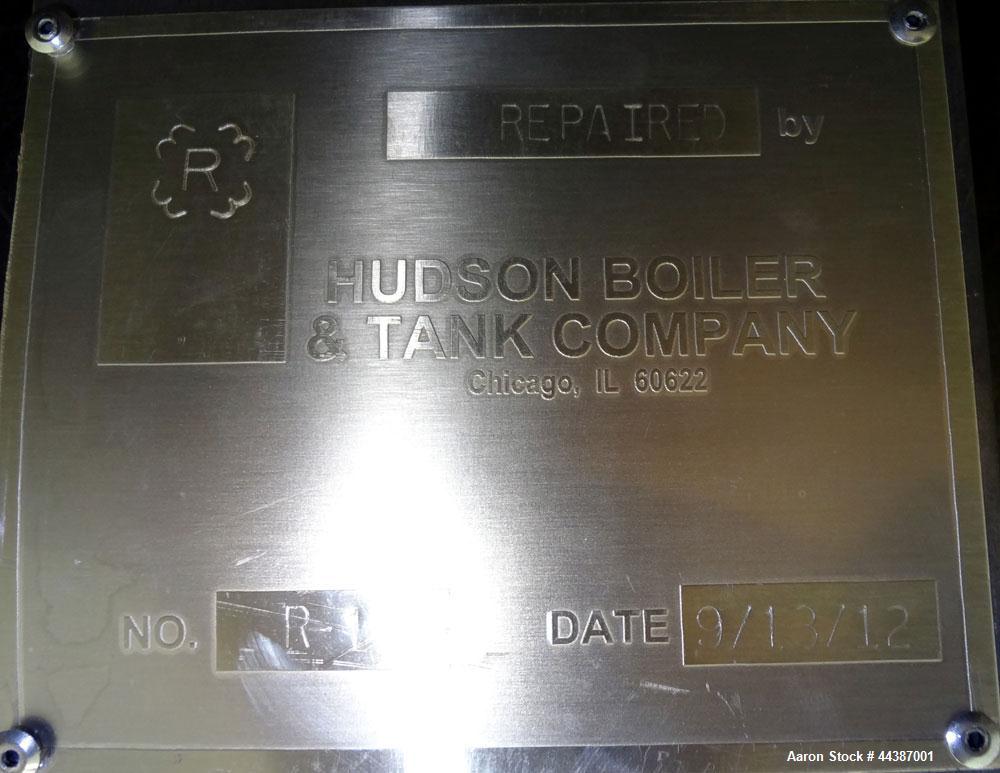 R
REPAIRED by
HUDSON BOILER
& TANK COMPANY
Chicago, IL 60622
NO. DATE 9/13/12
Aaron Stock # 44387001